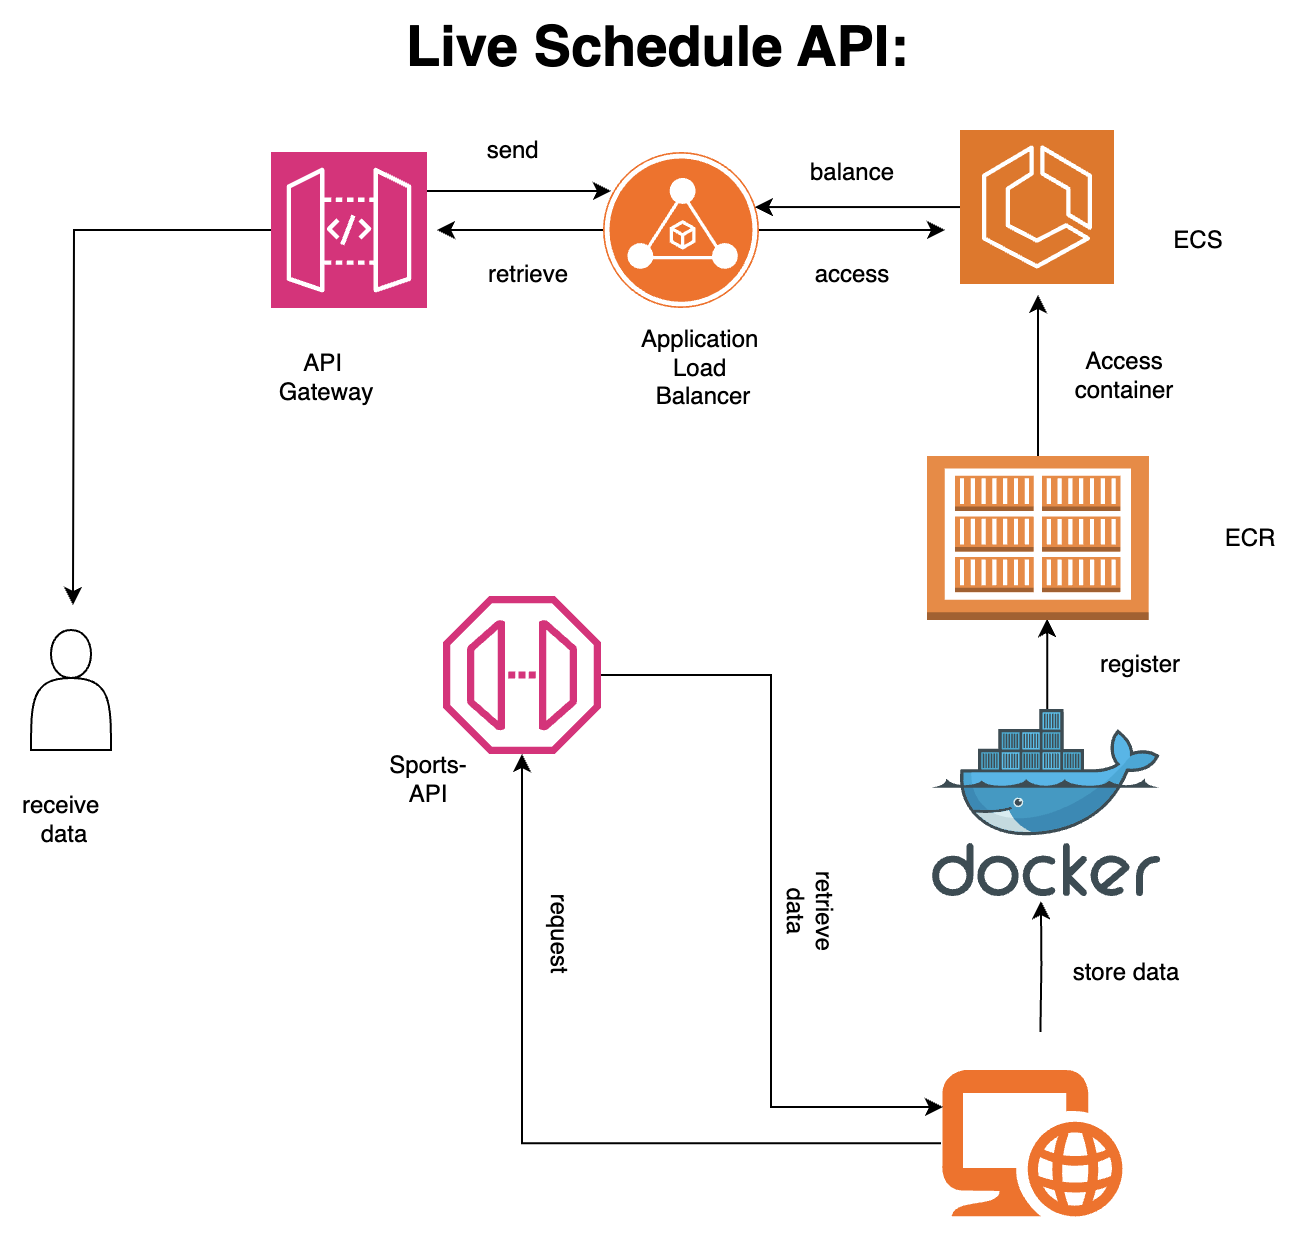 Live Schedule API:
send
balance
</>
ECS
retrieve
access
Application
Load
Balancer
API
Gateway
Access
container
ECR
register
Sports-
API
receive
data
docker
request
retrieve
data
store data